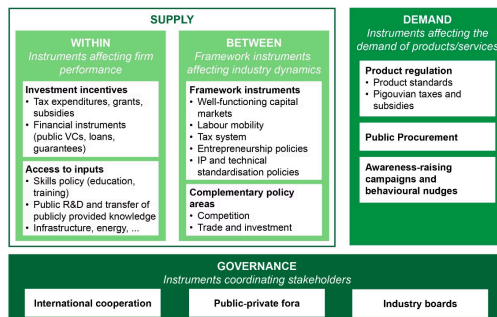 SUPPLY
WITHIN
Instruments affecting firm
performance
Investment incentives
• Tax expenditures, grants,
subsidies
• Financial instruments
(public VCs, loans,
guarantees)
Access to inputs
• Skills policy (education,
training)
• Public R&D and transfer of
publicly provided knowledge
• Infrastructure, energy, ...
BETWEEN
Framework instruments
affecting industry dynamics
Framework instruments
• Well-functioning capital
markets
• Labour mobility
• Tax system
• Entrepreneurship policies
• IP and technical
standardisation policies
Complementary policy
areas
• Competition
• Trade and investment
DEMAND
Instruments affecting the
demand of products/services
Product regulation
• Product standards
• Pigouvian taxes and
subsidies
Public Procurement
Awareness-raising
campaigns and
behavioural nudges
GOVERNANCE
Instruments coordinating stakeholders
International cooperation
Public-private fora
Industry boards